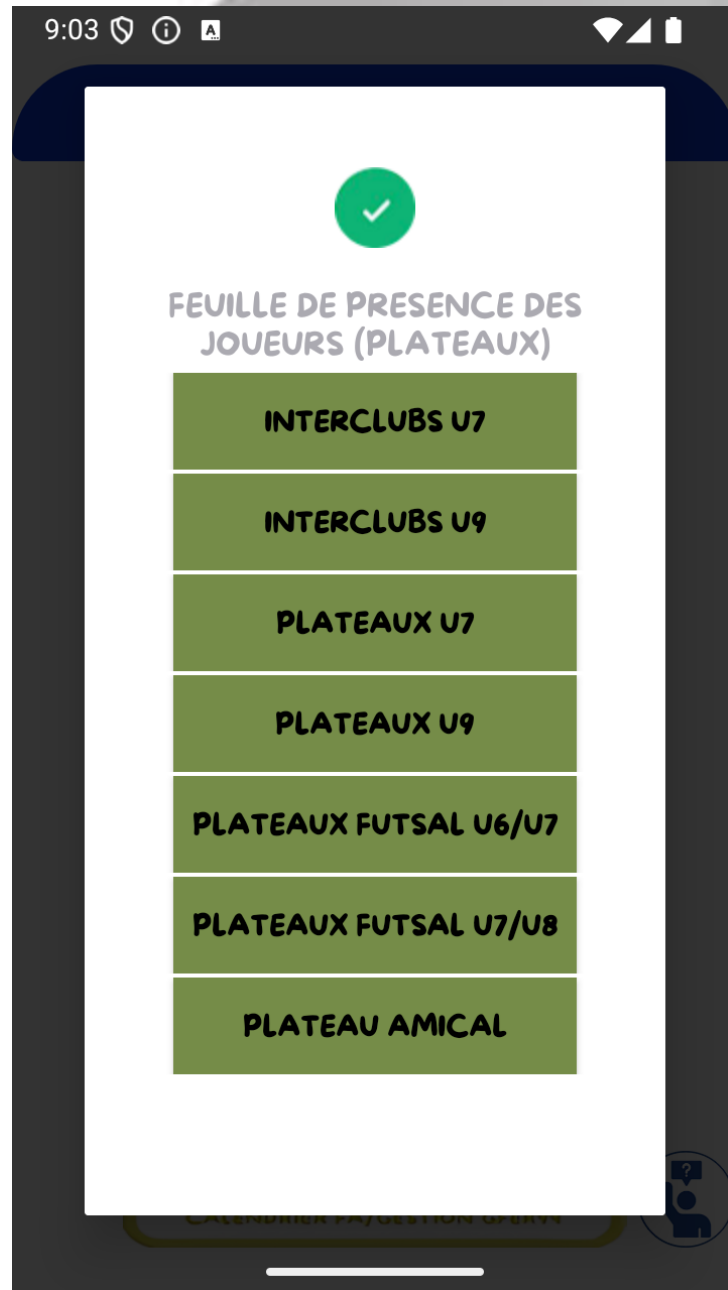 9:03
FEUILLE DE PRESENCE DES
JOUEURS (PLATEAUX)
INTERCLUBS U7
INTERCLUBS U9
PLATEAUX U7
PLATEAUX U9
PLATEAUX FUTSAL U6/U7
PLATEAUX FUTSAL U7/U8
PLATEAU AMICAL